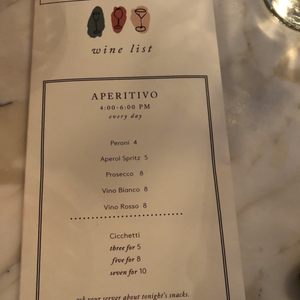 wine list
APERITIVO
4:00-6:00 PM
every day
Peroni 4
Aperol Spritz 5
Prosecco 8
Vino Bianco 8
Vino Rosso 8
Cicchetti
three for 5
five for 8
seven for 10
ask your server about tonight's snacks.